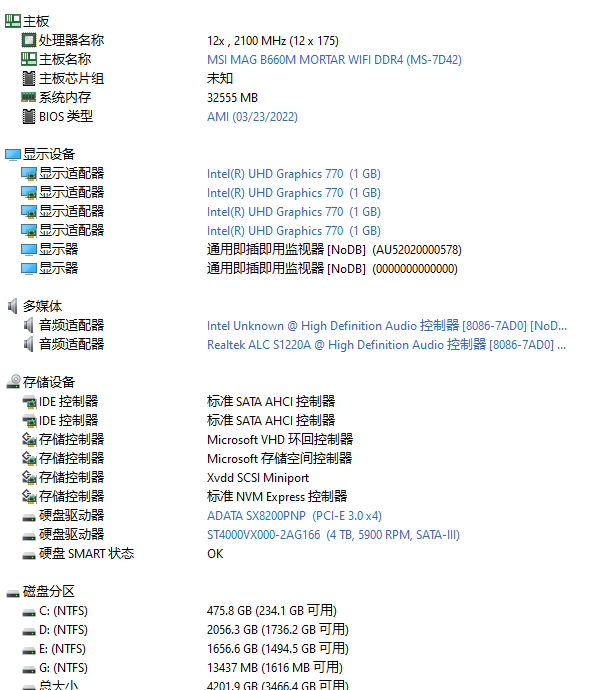 主板
处理器名称 12x , 2100 MHz (12 x 175)
主板名称 MSI MAG B660M MORTAR WIFI DDR4 (MS-7D42)
主板芯片组 未知
系统内存 32555 MB
BIOS 类型 AMI (03/23/2022)
显示设备
显示适配器 Intel(R) UHD Graphics 770 (1 GB)
显示适配器 Intel(R) UHD Graphics 770 (1 GB)
显示适配器 Intel(R) UHD Graphics 770 (1 GB)
显示适配器 Intel(R) UHD Graphics 770 (1 GB)
显示器 通用即插即用监视器 [NoDB] (AU52020000578)
显示器 通用即插即用监视器 [NoDB] (0000000000000)
多媒体
音频适配器 Intel Unknown @ High Definition Audio 控制器 [8086-7AD0] [NoD...
音频适配器 Realtek ALC S1220A @ High Definition Audio 控制器 [8086-7AD0] ...
存储设备
IDE 控制器 标准 SATA AHCI 控制器
IDE 控制器 标准 SATA AHCI 控制器
存储控制器 Microsoft VHD 环回控制器
存储控制器 Microsoft 存储空间控制器
存储控制器 Xvdd SCSI Miniport
存储控制器 标准 NVM Express 控制器
硬盘驱动器 ADATA SX8200PNP (PCI-E 3.0 x4)
硬盘驱动器 ST4000VX000-2AG166 (4 TB, 5900 RPM, SATA-III)
硬盘 SMART 状态 OK
磁盘分区
C: (NTFS) 475.8 GB (234.1 GB 可用)
D: (NTFS) 2056.3 GB (1736.2 GB 可用)
E: (NTFS) 1656.6 GB (1494.5 GB 可用)
G: (NTFS) 13437 MB (1616 MB 可用)
总大小 4201.9 GB (3466.4 GB 可用)